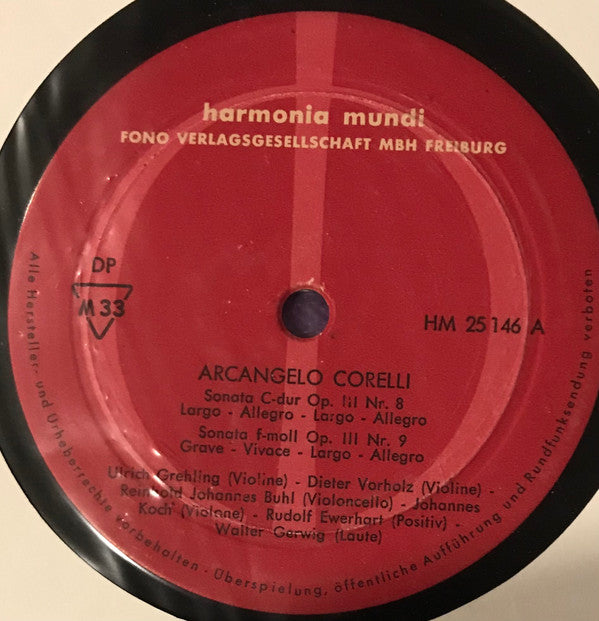 harmonia mundi
FONO VERLAGSGESELLSCHAFT MBH FREIBURG
DP
M 33
HM 25 146 A
ARCANGELO CORELLI
Sonata C-dur Op. III Nr. 8
Largo - Allegro - Largo - Allegro
Sonata f-moll Op. III Nr. 9
Grave - Vivace - Largo - Allegro
Ulrich Grehling (Violine) - Dieter Vorholz (Violine) -
Reinhold Johannes Buhl (Violoncello) - Johannes
Koch (Violone) - Rudolf Ewerhart (Positiv) -
Walter Gerwig (Laute)
Alle Hersteller- und Urheberrechte vorbehalten - Überspielung, öffentliche Aufführung und Rundfunksendung verboten